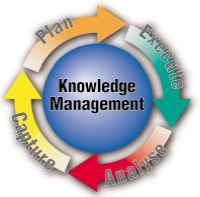 Plan
Execute
Knowledge
Management
Capture
Analyse